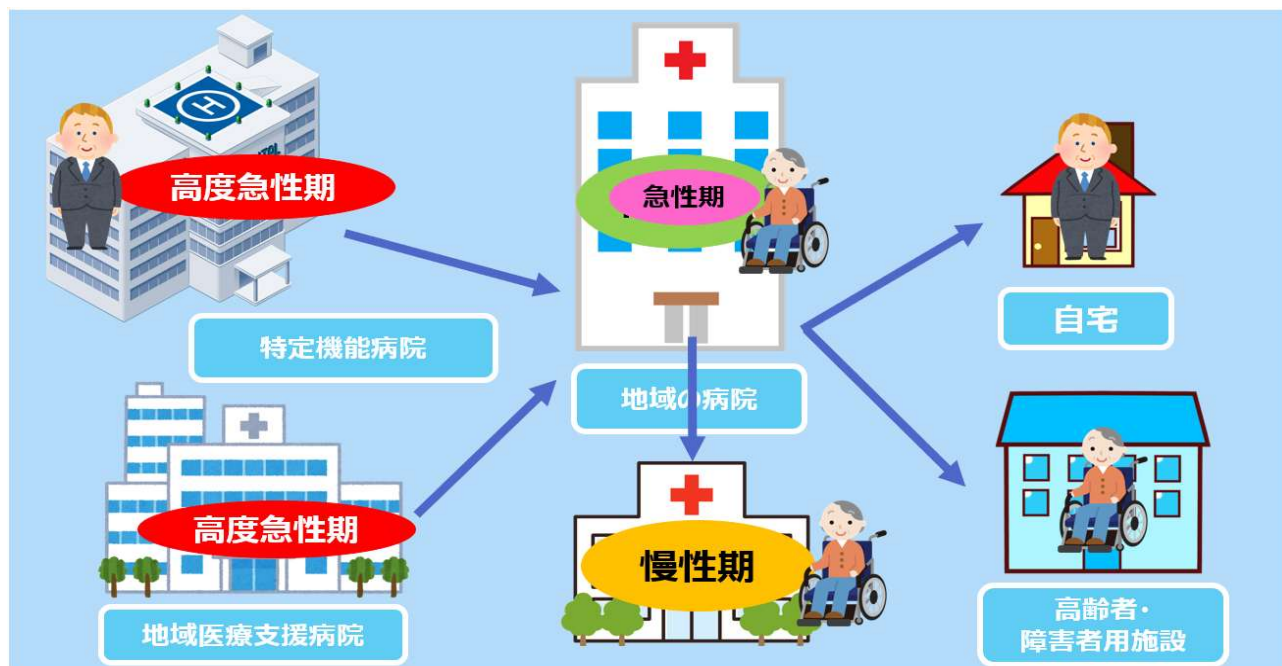 高度急性期
特定機能病院
高度急性期
地域医療支援病院
急性期
地域の病院
慢性期
自宅
高齢者・
障害者用施設
H